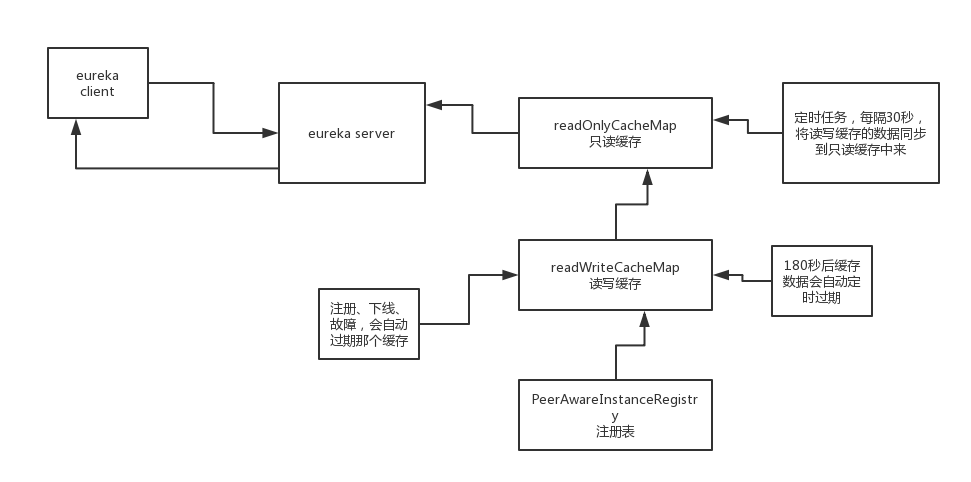 eureka
client
eureka server
readOnlyCacheMap
只读缓存
定时任务，每隔30秒，
将读写缓存的数据同步
到只读缓存中来
readWriteCacheMap
读写缓存
180秒后缓存
数据会自动定
时过期
注册、下线、
故障，会自动
过期那个缓存
PeerAwareInstanceRegistr
y
注册表